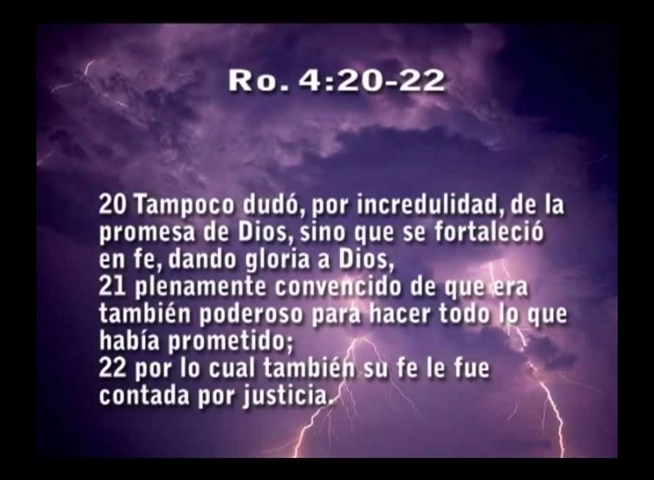 Ro. 4:20-22
20 Tampoco dudó, por incredulidad, de la
promesa de Dios, sino que se fortaleció
en fe, dando gloria a Dios,
21 plenamente convencido de que era
también poderoso para hacer todo lo que
había prometido;
22 por lo cual también su fe le fue
contada por justicia.